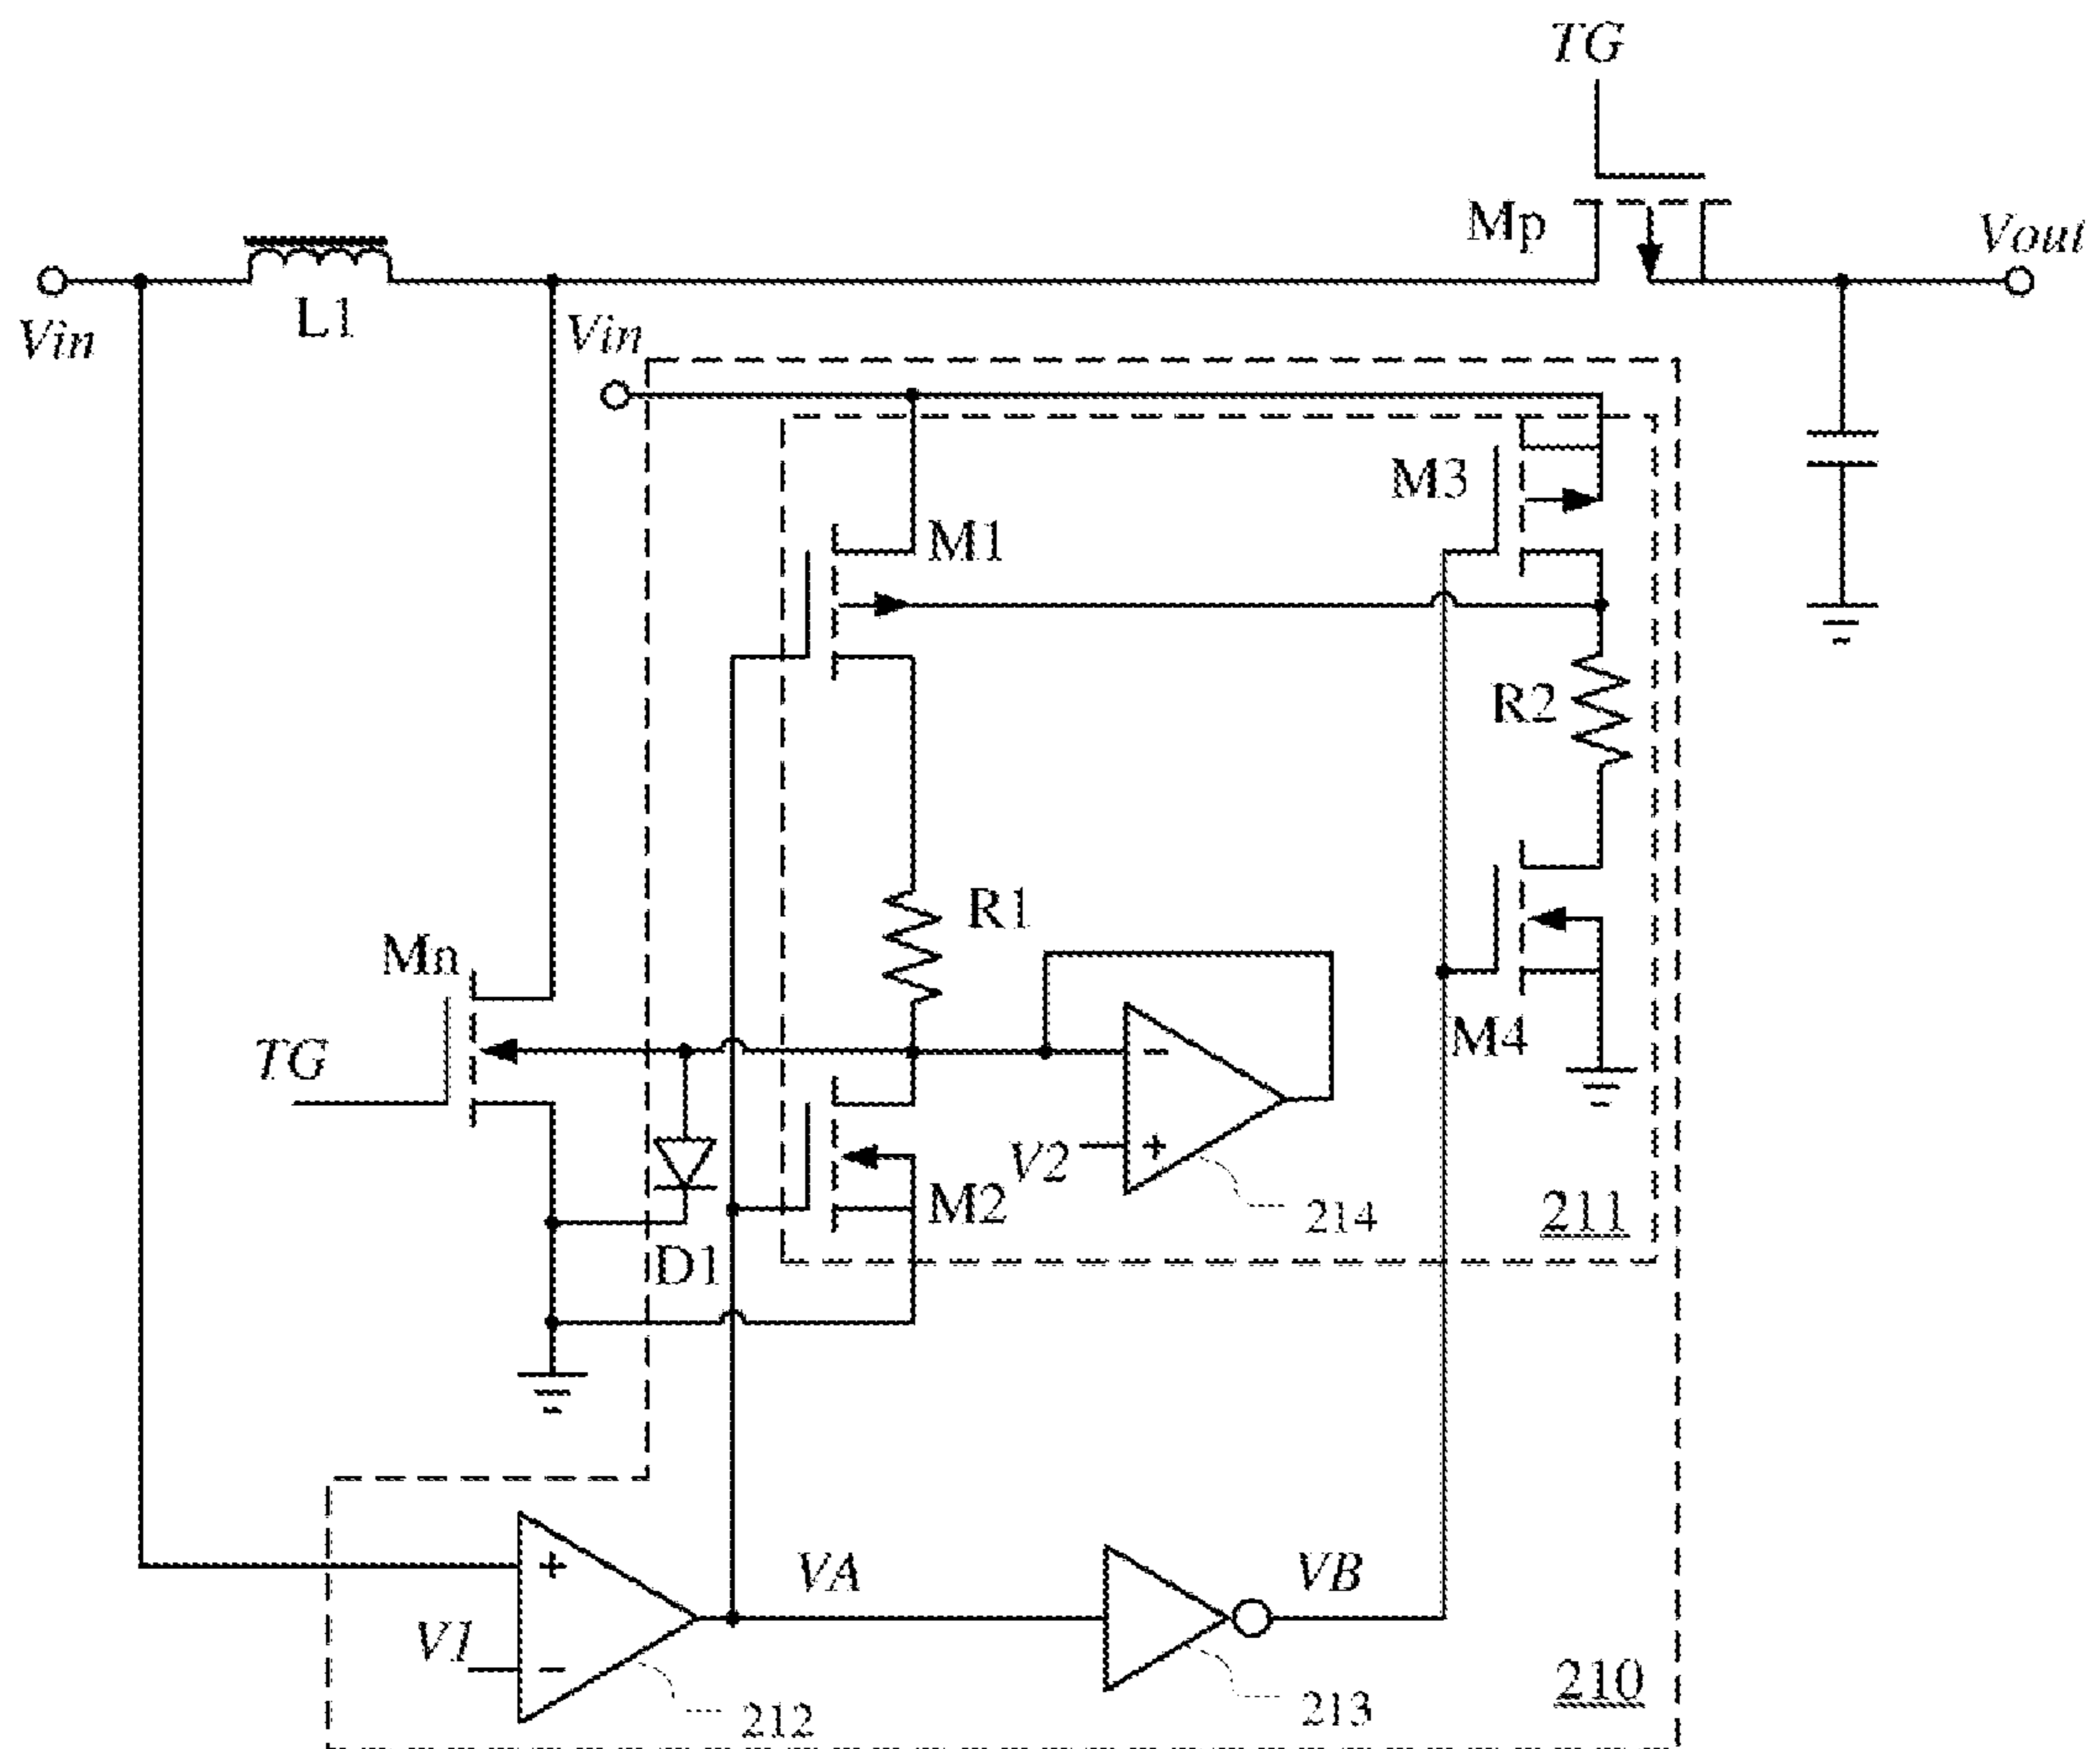 TG
Mp
Vout
Vin
L1
Vin
M3
M1
R2
R1
Mn
M4
TG
V2
+
-
M2
214
211
D1
+
VA
VB
V1
-
212
213
210